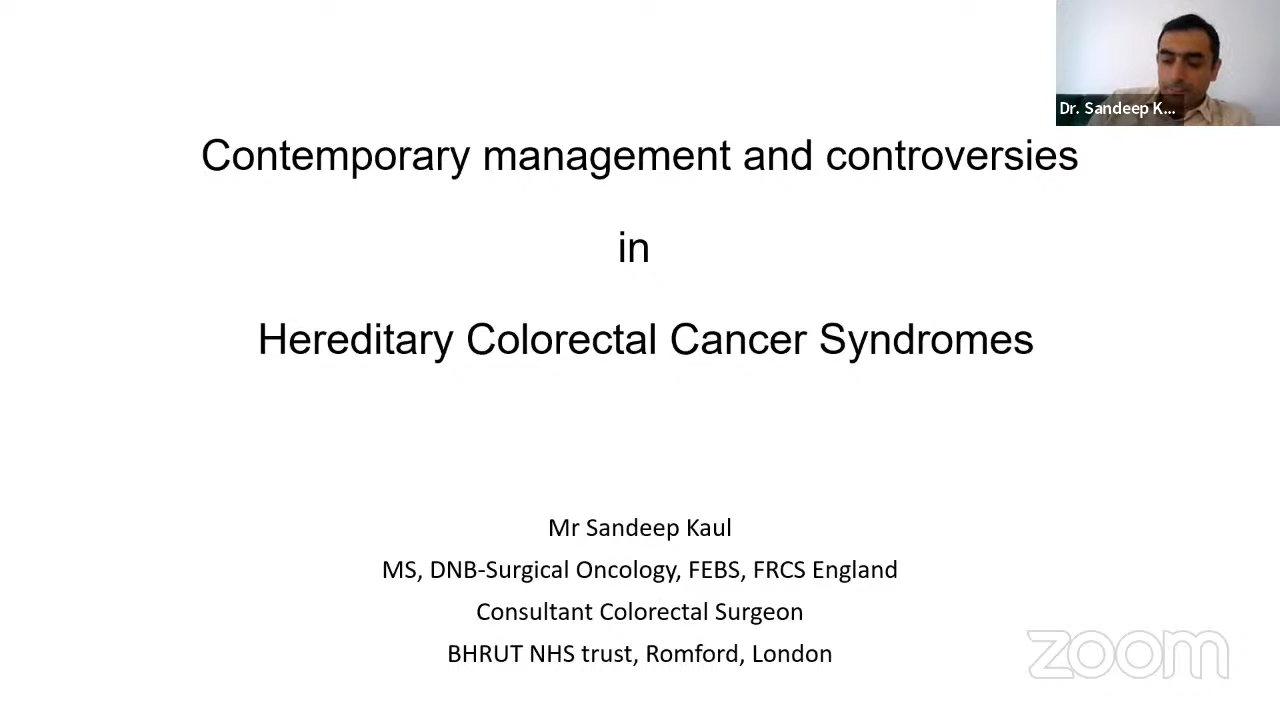 Dr. Sandeep K...
Contemporary management and controversies
in
Hereditary Colorectal Cancer Syndromes
Mr Sandeep Kaul
MS, DNB-Surgical Oncology, FEBS, FRCS England
Consultant Colorectal Surgeon
BHRUT NHS trust, Romford, London
zoom